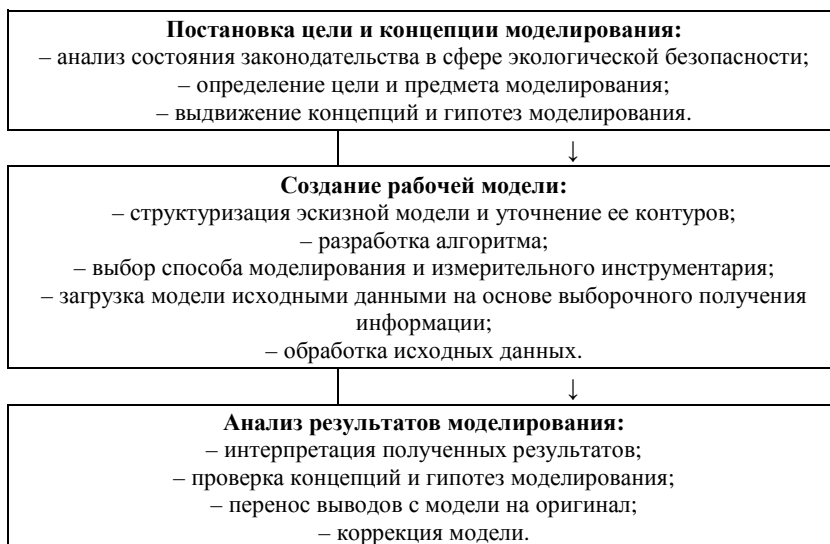 Постановка цели и концепции моделирования:
– анализ состояния законодательства в сфере экологической безопасности;
– определение цели и предмета моделирования;
– выдвижение концепций и гипотез моделирования.
↓
Создание рабочей модели:
– структуризация эскизной модели и уточнение ее контуров;
– разработка алгоритма;
– выбор способа моделирования и измерительного инструментария;
– загрузка модели исходными данными на основе выборочного получения
информации;
– обработка исходных данных.
↓
Анализ результатов моделирования:
– интерпретация полученных результатов;
– проверка концепций и гипотез моделирования;
– перенос выводов с модели на оригинал;
– коррекция модели.